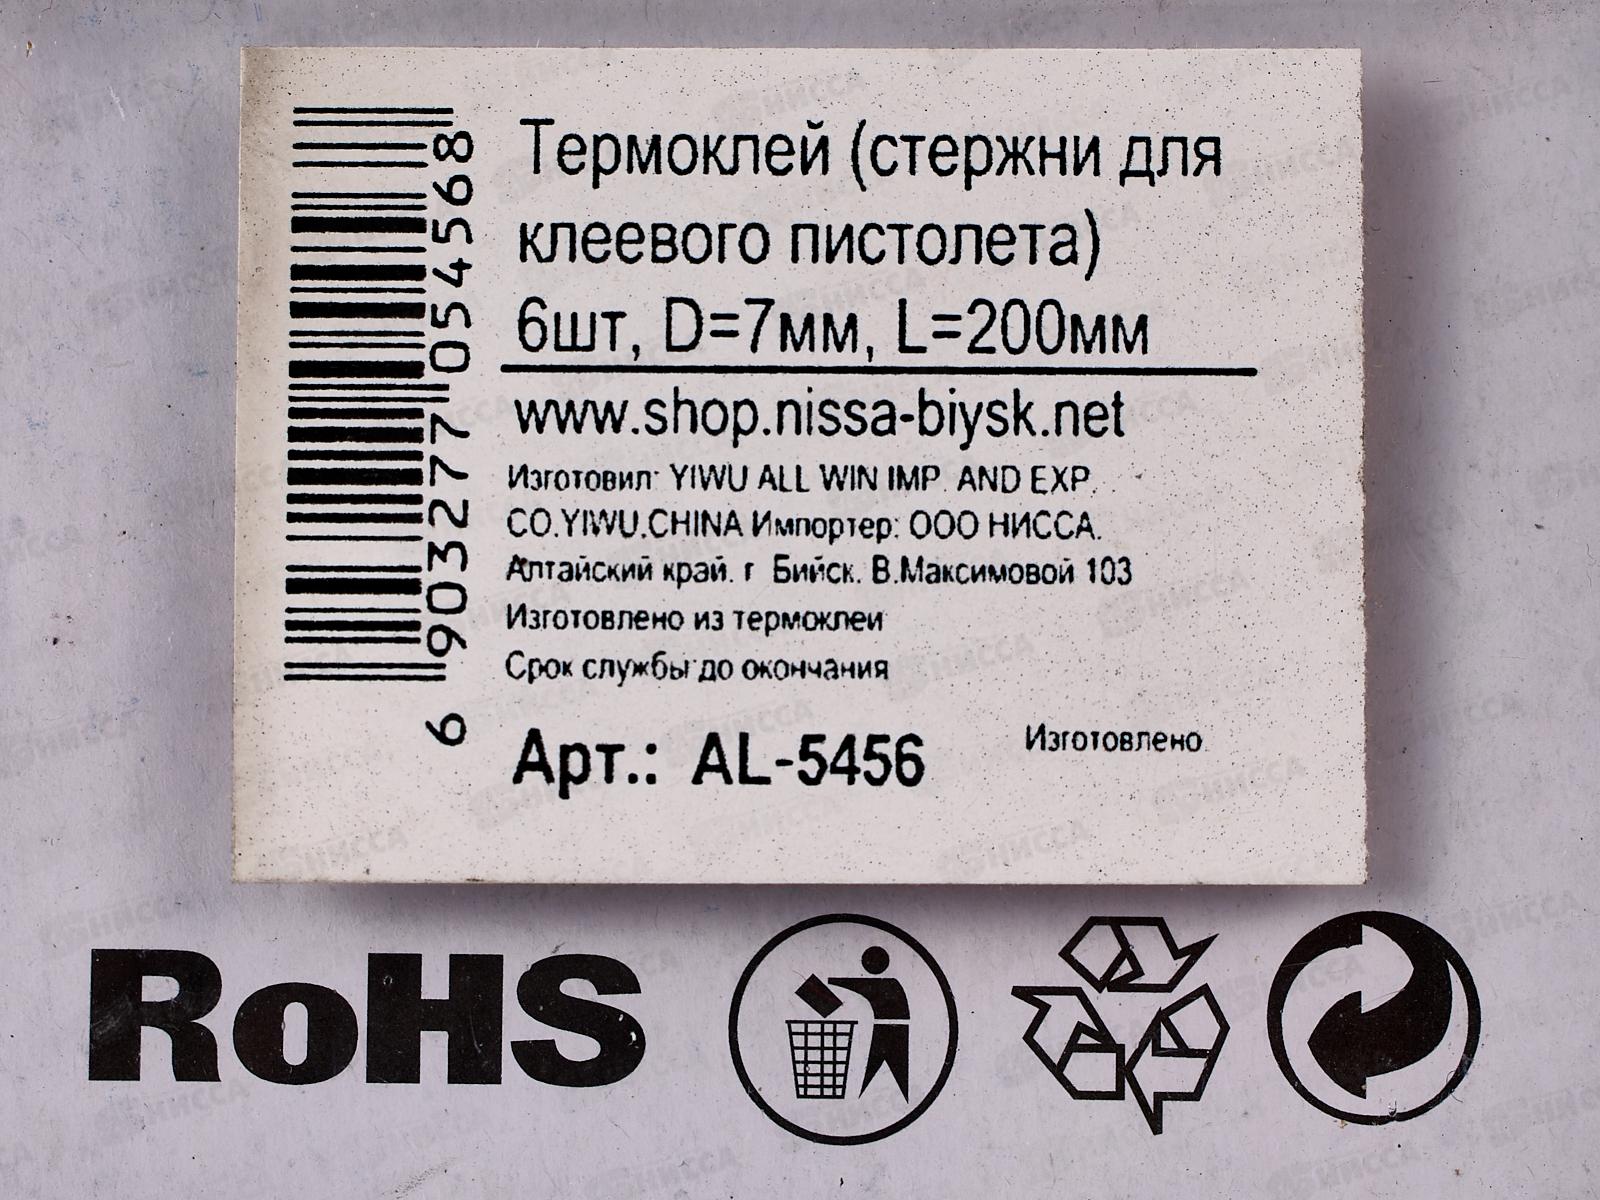 Термоклей (стержни для
клеевого пистолета)
6шт, D=7мм, L=200мм
www.shop.nissa-biysk.net
Изготовил: YIWU ALL WIN IMP. AND EXP.
CO.YIWU.CHINA Импортер: ООО НИССА.
Алтайский край. г Бийск. В.Максимовой 103
Изготовлено из термоклеи
Срок службы до окончания
Арт.: AL-5456
Изготовлено
6 903277 054568
RoHS